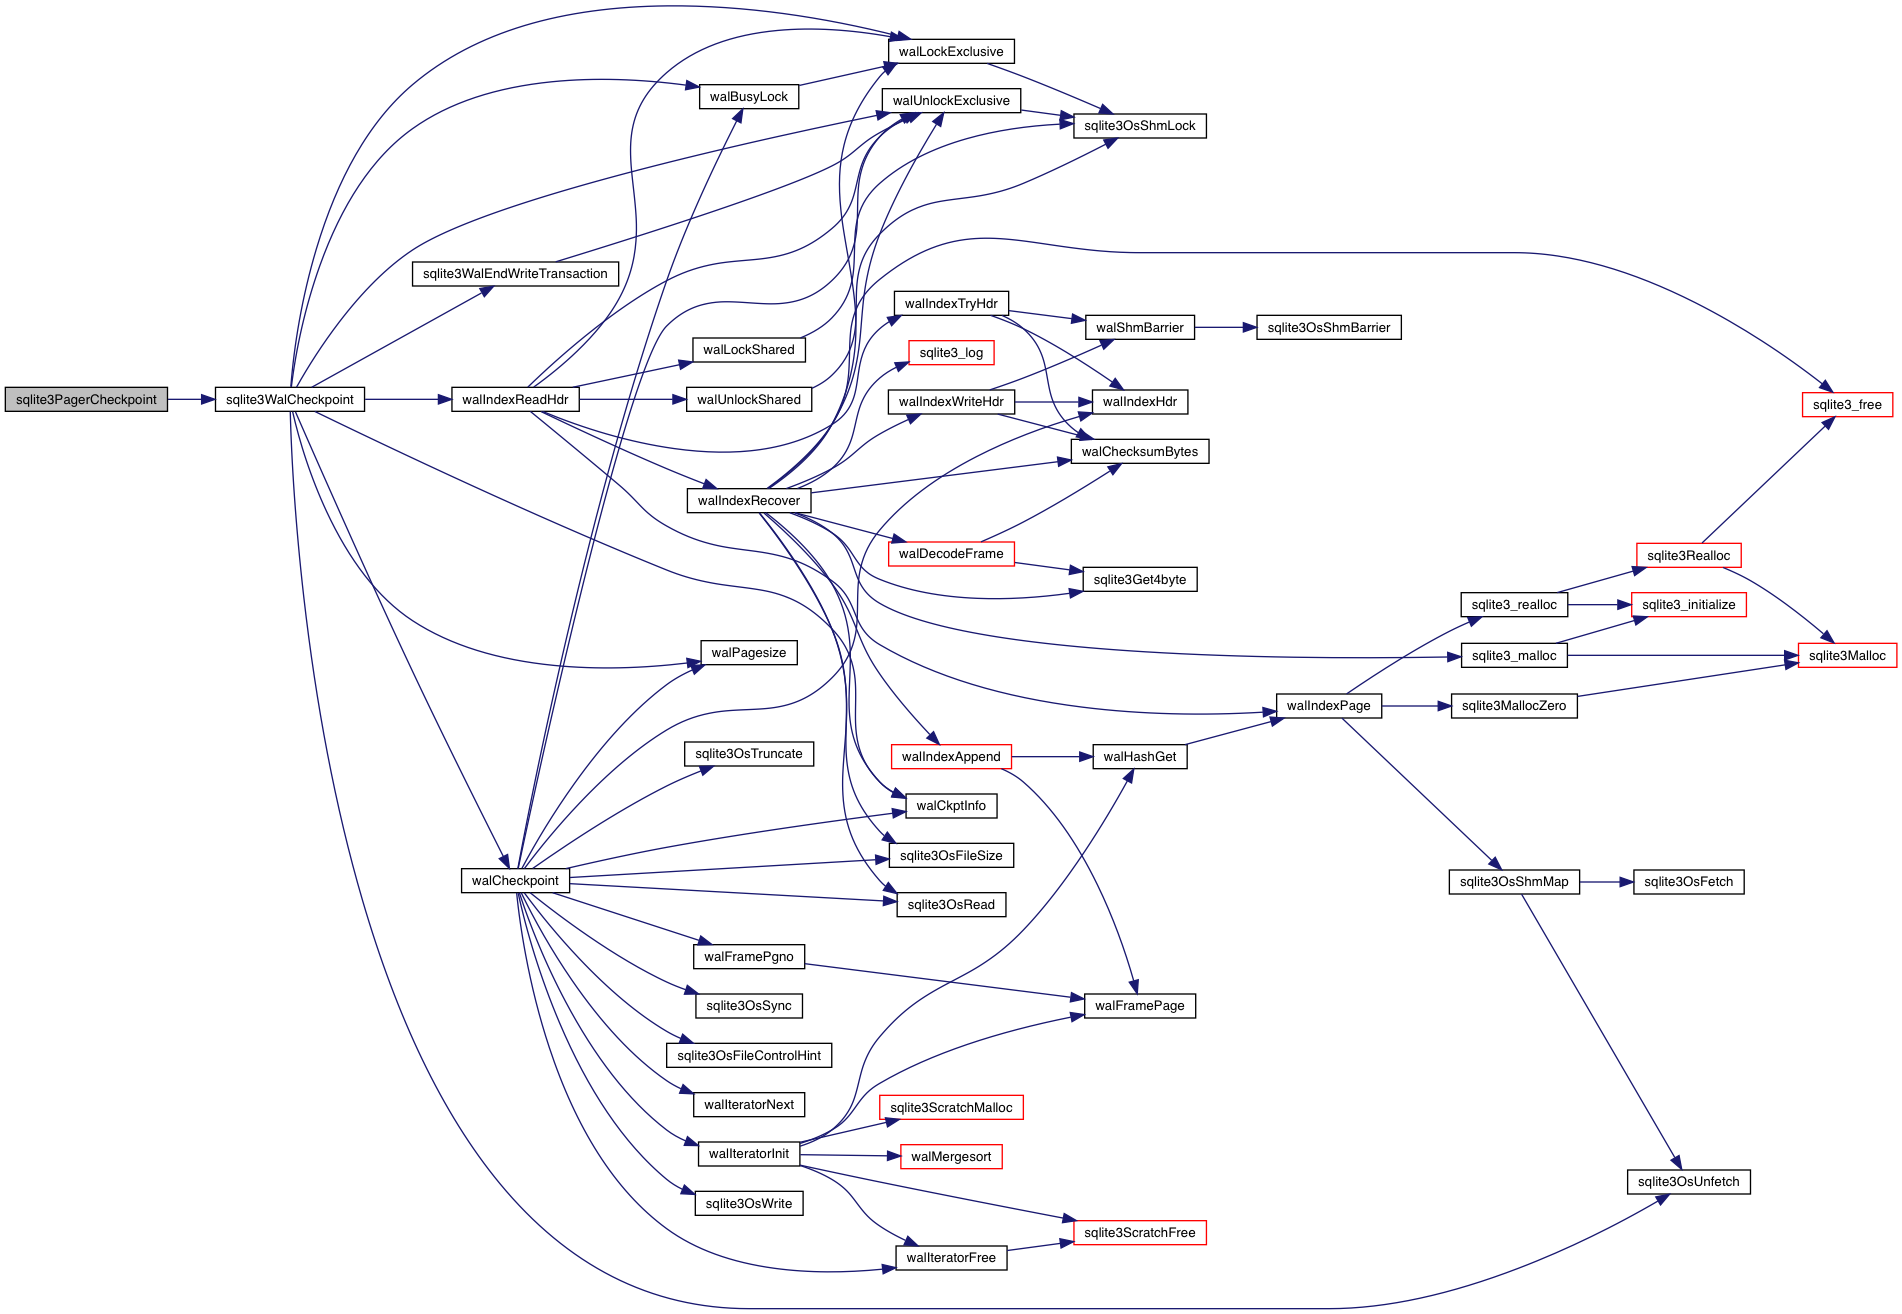 walLockExclusive
walBusyLock
walUnlockExclusive
sqlite3OsShmLock
sqlite3WalEndWriteTransaction
walIndexTryHdr
walShmBarrier
sqlite3OsShmBarrier
walLockShared
sqlite3_log
sqlite3PagerCheckpoint
sqlite3WalCheckpoint
walIndexReadHdr
walUnlockShared
walIndexWriteHdr
walIndexHdr
sqlite3_free
walChecksumBytes
walIndexRecover
walDecodeFrame
sqlite3Get4byte
sqlite3Realloc
sqlite3_realloc
sqlite3_initialize
walPagesize
sqlite3_malloc
sqlite3Malloc
walIndexPage
sqlite3MallocZero
sqlite3OsTruncate
walIndexAppend
walHashGet
walCkptInfo
sqlite3OsFileSize
walCheckpoint
sqlite3OsShmMap
sqlite3OsFetch
sqlite3OsRead
walFramePgno
sqlite3OsSync
walFramePage
sqlite3OsFileControlHint
walIteratorNext
sqlite3ScratchMalloc
walIteratorInit
walMergesort
sqlite3OsUnfetch
sqlite3OsWrite
sqlite3ScratchFree
walIteratorFree